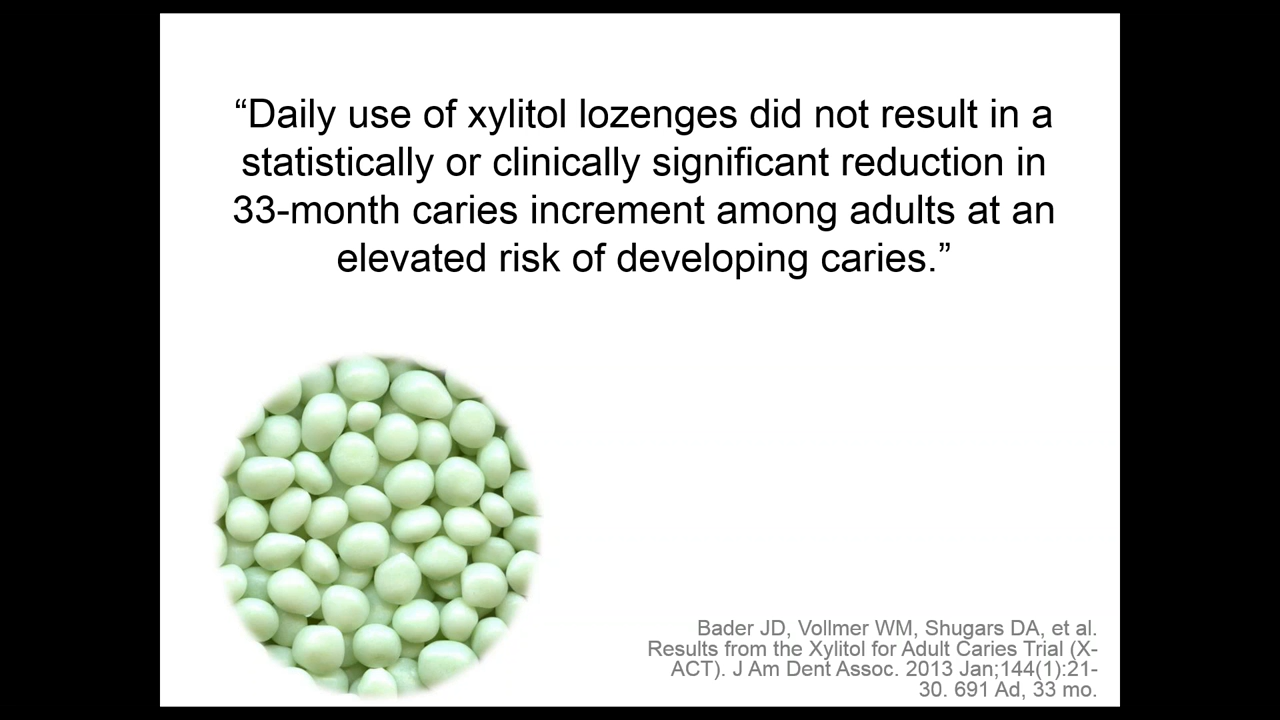 “Daily use of xylitol lozenges did not result in a
statistically or clinically significant reduction in
33-month caries increment among adults at an
elevated risk of developing caries.”
Bader JD, Vollmer WM, Shugars DA, et al.
Results from the Xylitol for Adult Caries Trial (X-
ACT). J Am Dent Assoc. 2013 Jan;144(1):21-
30. 691 Ad, 33 mo.